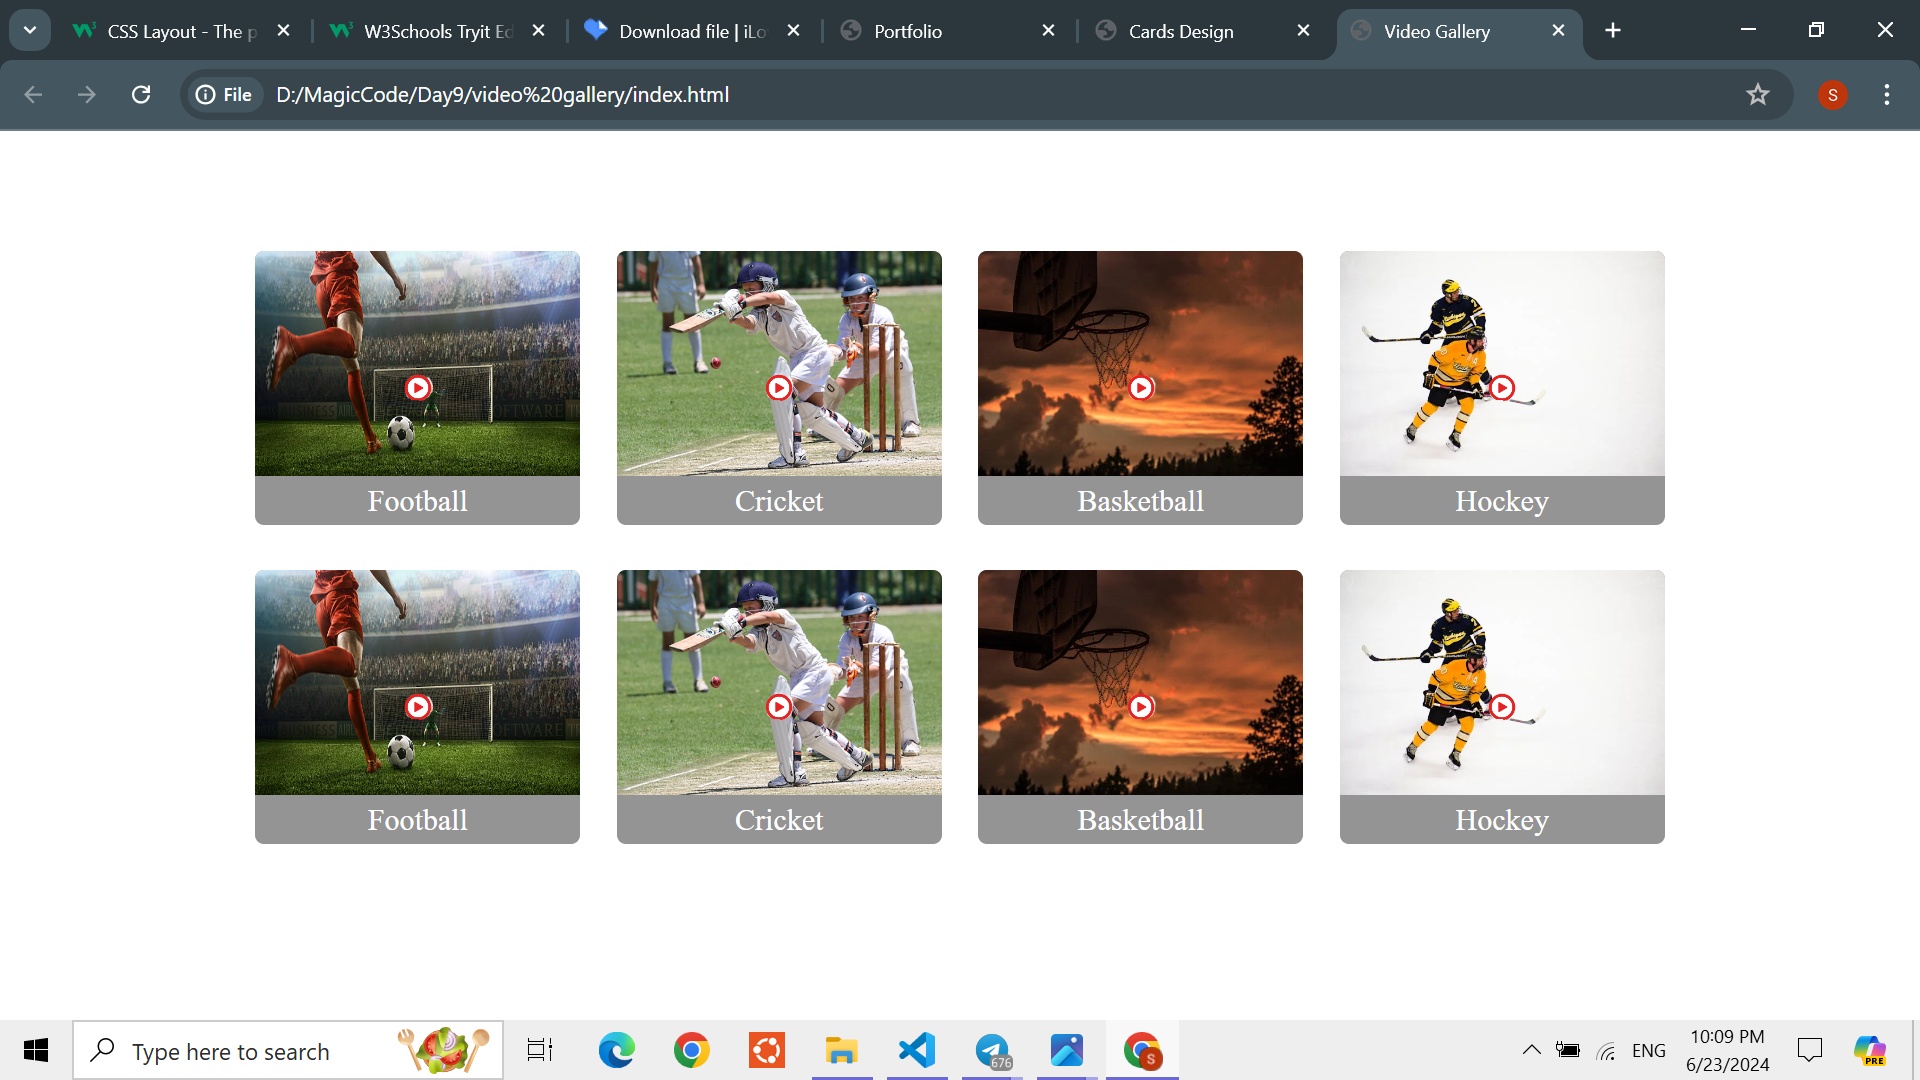 CSS Layout - The p
W3Schools Tryit Ed
Download file | iLo
Portfolio
Cards Design
Video Gallery
File
D:/MagicCode/Day9/video%20gallery/index.html
S
Football
Cricket
Basketball
Hockey
Football
Cricket
Basketball
Hockey
Type here to search
676
S
ENG
10:09 PM
6/23/2024
PRE